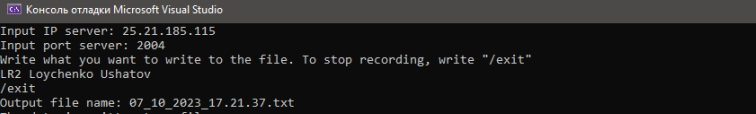 Консоль отладки Microsoft Visual Studio
Input IP server: 25.21.185.115
Input port server: 2004
Write what you want to write to the file. To stop recording, write "/exit"
LR2 Loychenko Ushatov
/exit
Output file name: 07_10_2023_17.21.37.txt